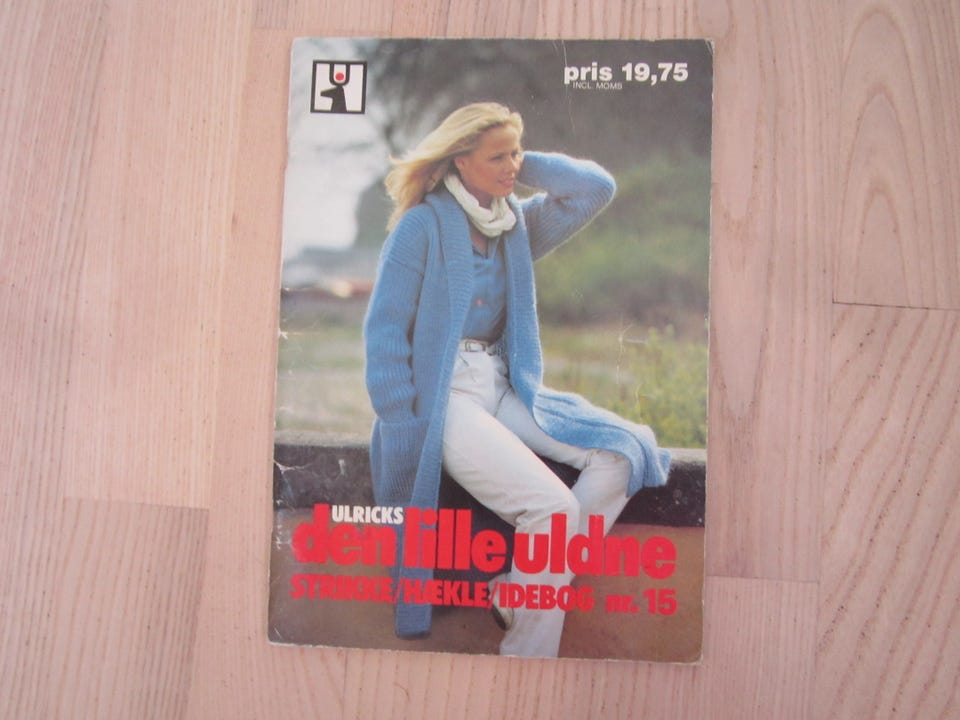 pris 19,75
INCL. MOMS
ULRICKS
den lille uldne
STRIKKE/HÆKLE/IDEBOG nr. 15